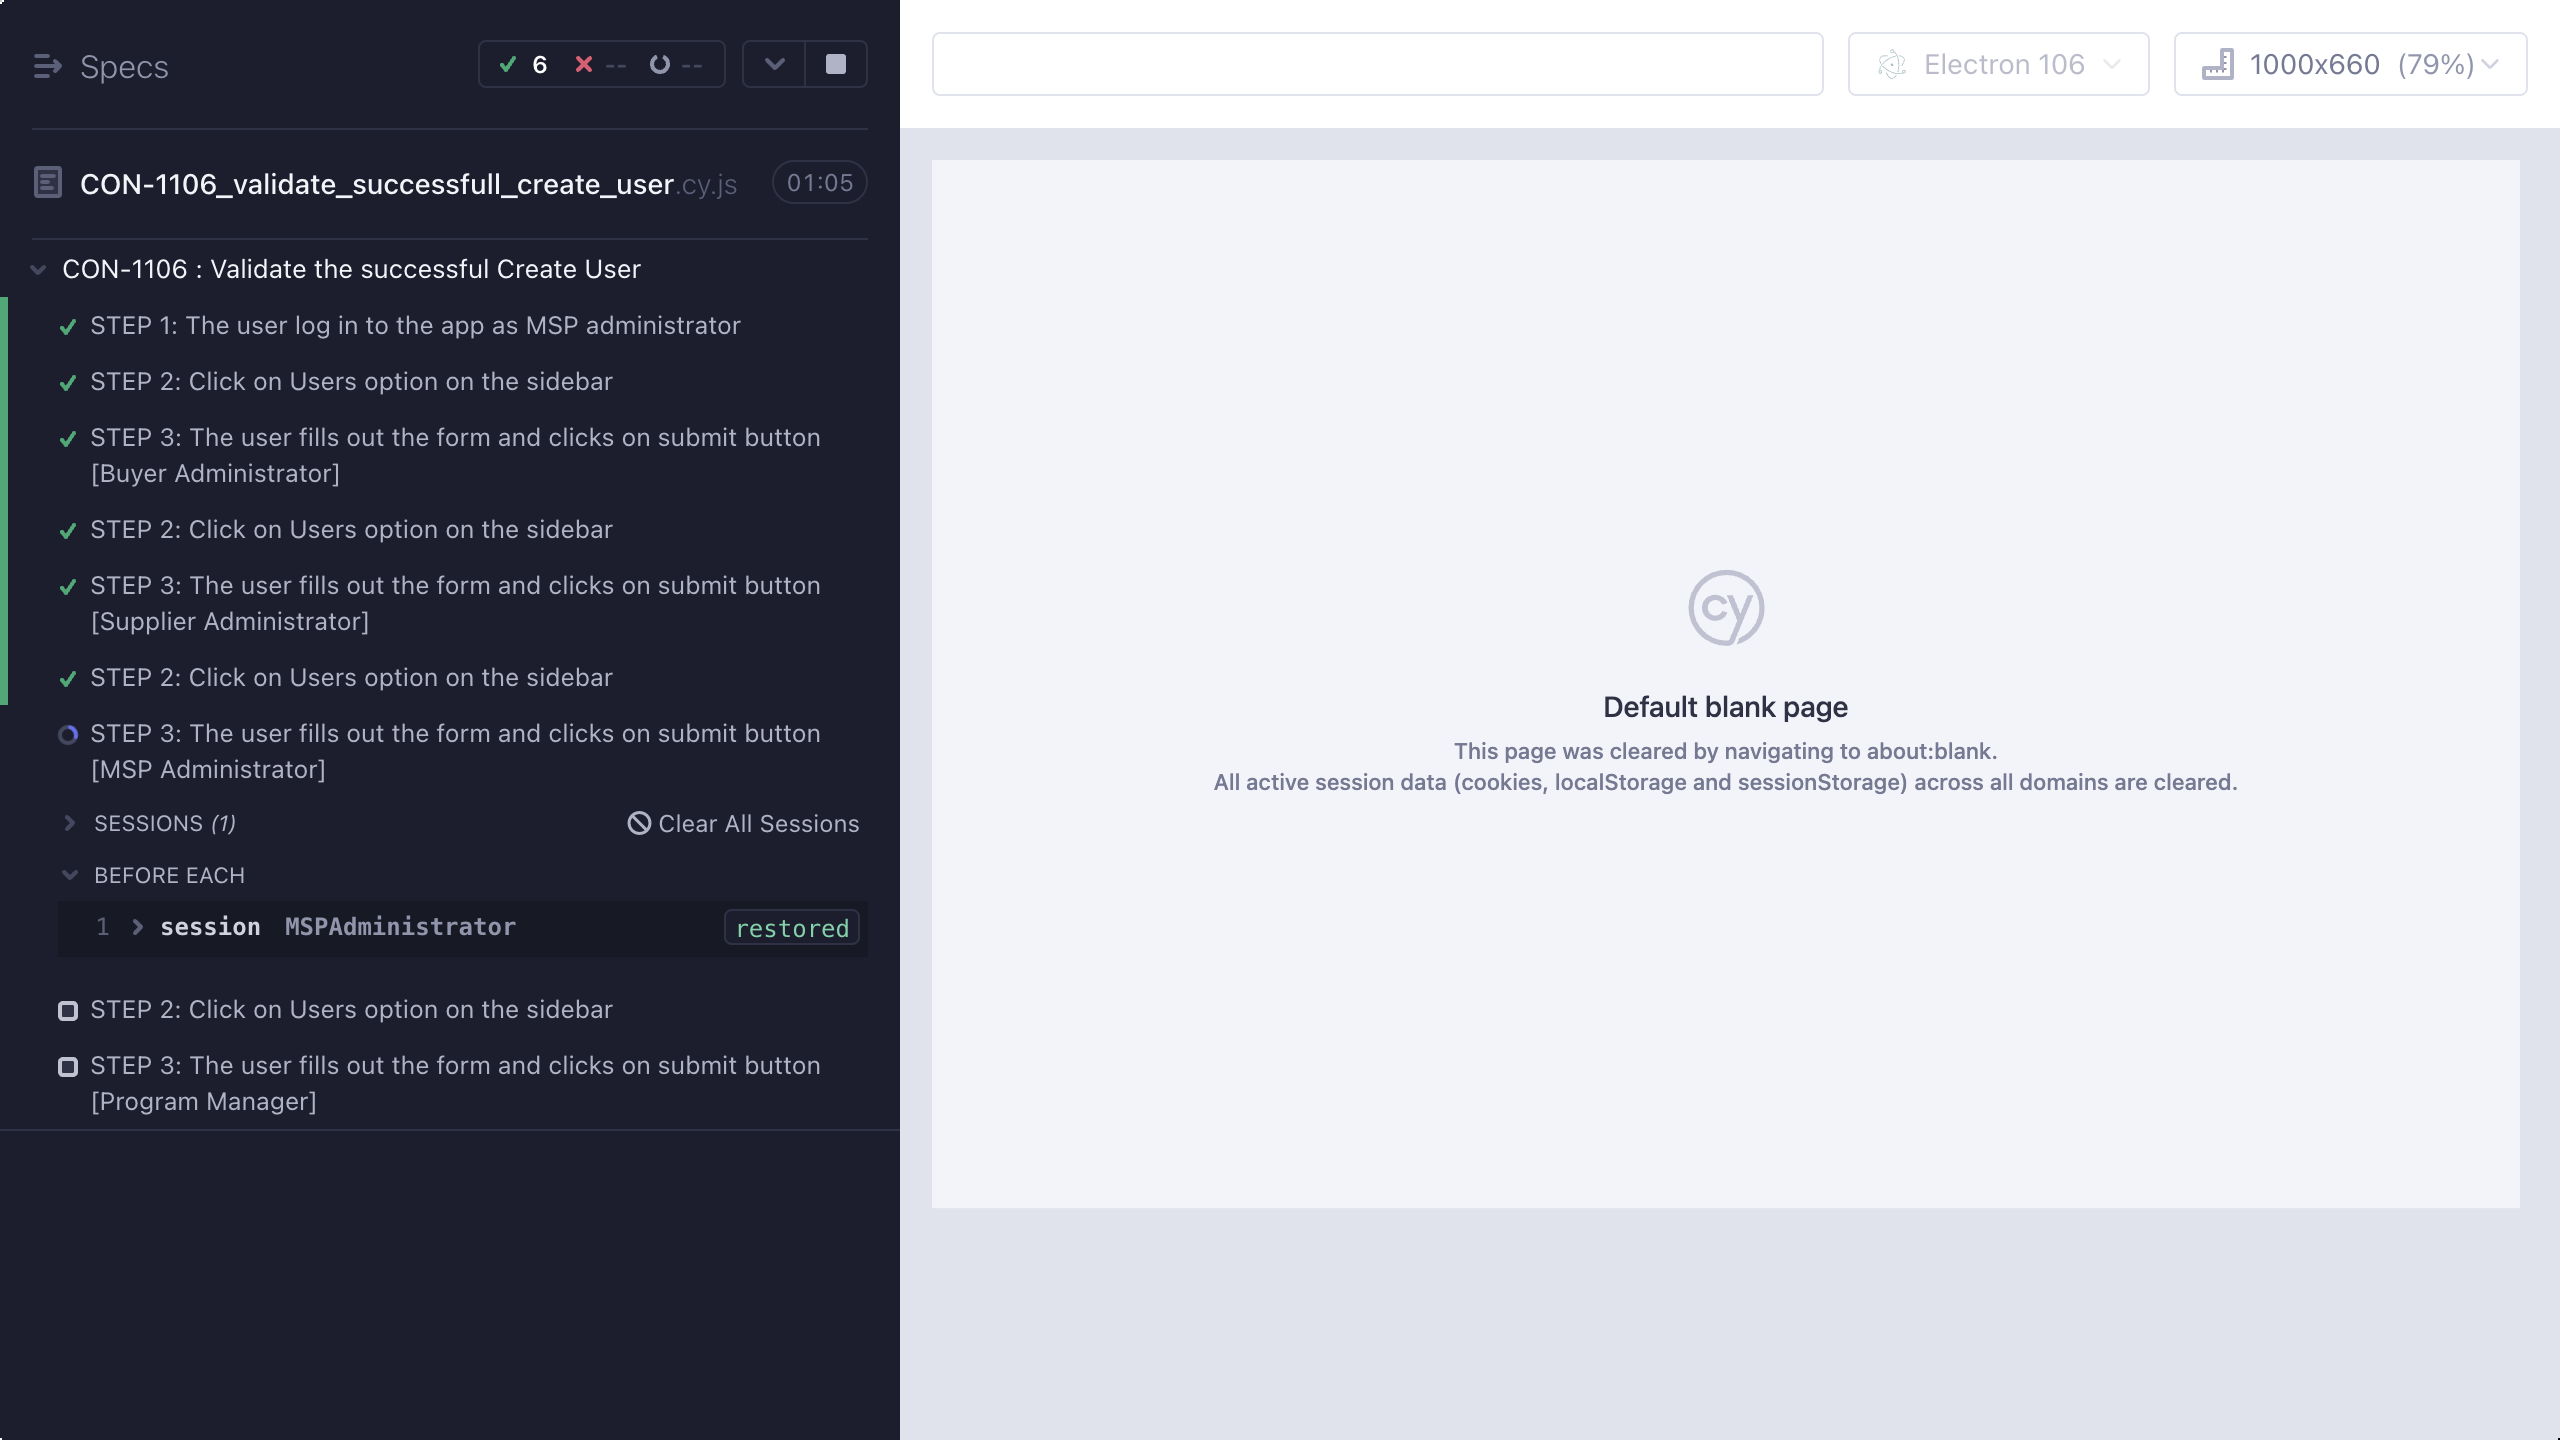 Specs
6 -- --
CON-1106_validate_successfull_create_user.cy.js 01:05
CON-1106 : Validate the successful Create User
STEP 1: The user log in to the app as MSP administrator
STEP 2: Click on Users option on the sidebar
STEP 3: The user fills out the form and clicks on submit button
[Buyer Administrator]
STEP 2: Click on Users option on the sidebar
STEP 3: The user fills out the form and clicks on submit button
[Supplier Administrator]
STEP 2: Click on Users option on the sidebar
STEP 3: The user fills out the form and clicks on submit button
[MSP Administrator]
SESSIONS (1) Clear All Sessions
BEFORE EACH
1 session MSPAdministrator restored
STEP 2: Click on Users option on the sidebar
STEP 3: The user fills out the form and clicks on submit button
[Program Manager]
Electron 106
1000x660 (79%)
cy
Default blank page
This page was cleared by navigating to about:blank.
All active session data (cookies, localStorage and sessionStorage) across all domains are cleared.